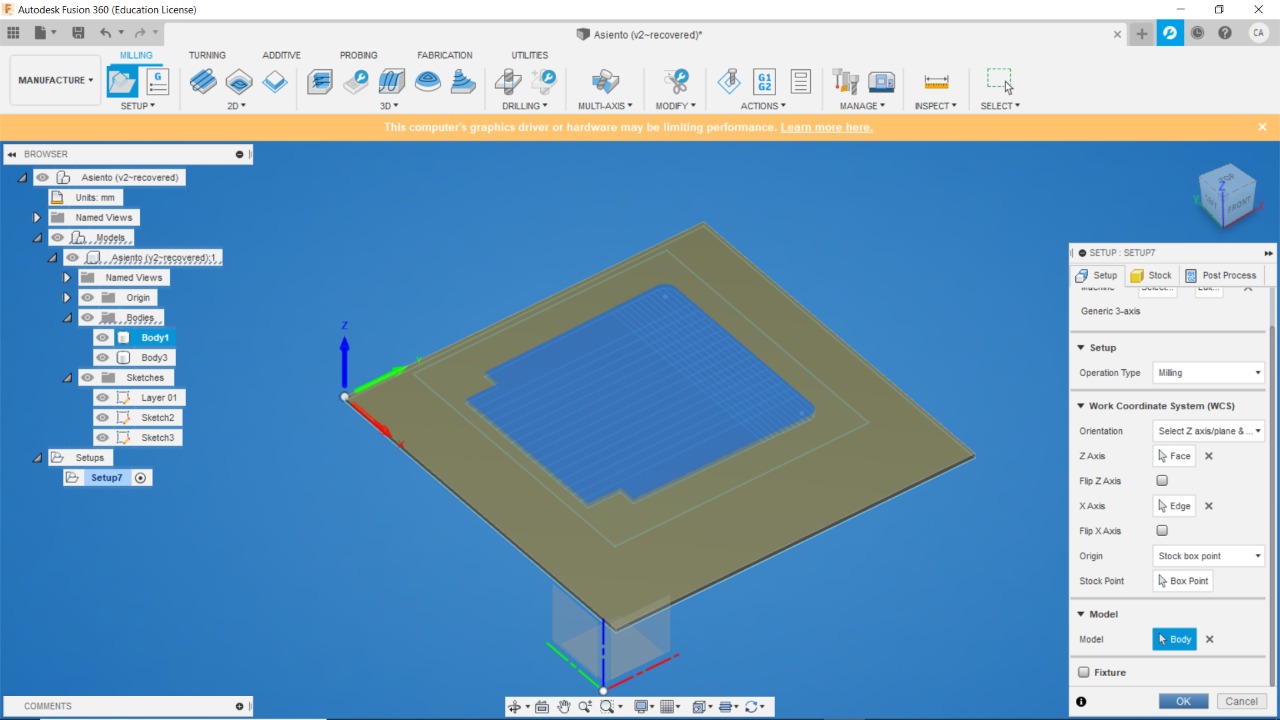 Autodesk Fusion 360 (Education License)
Asiento (v2~recovered)*
CA
MANUFACTURE
MILLING TURNING ADDITIVE PROBING FABRICATION UTILITIES
G
G1
G2
SETUP 2D 3D DRILLING MULTI-AXIS MODIFY ACTIONS MANAGE INSPECT SELECT
This computer's graphics driver or hardware may be limiting performance. Learn more here.
BROWSER
Asiento (v2~recovered)
Units: mm
Named Views
Models
Asiento (v2~recovered):1
Named Views
Origin
Bodies
Body1
Body3
Sketches
Layer 01
Sketch2
Sketch3
Setups
Setup7
Z
Y
X
TOP
Z
FRONT
SETUP : SETUP7
Setup Stock Post Process
Generic 3-axis
Setup
Operation Type Milling
Work Coordinate System (WCS)
Orientation Select Z axis/plane & ...
Z Axis Face
Flip Z Axis
X Axis Edge
Flip X Axis
Origin Stock box point
Stock Point Box Point
Model
Model Body
Fixture
OK Cancel
COMMENTS